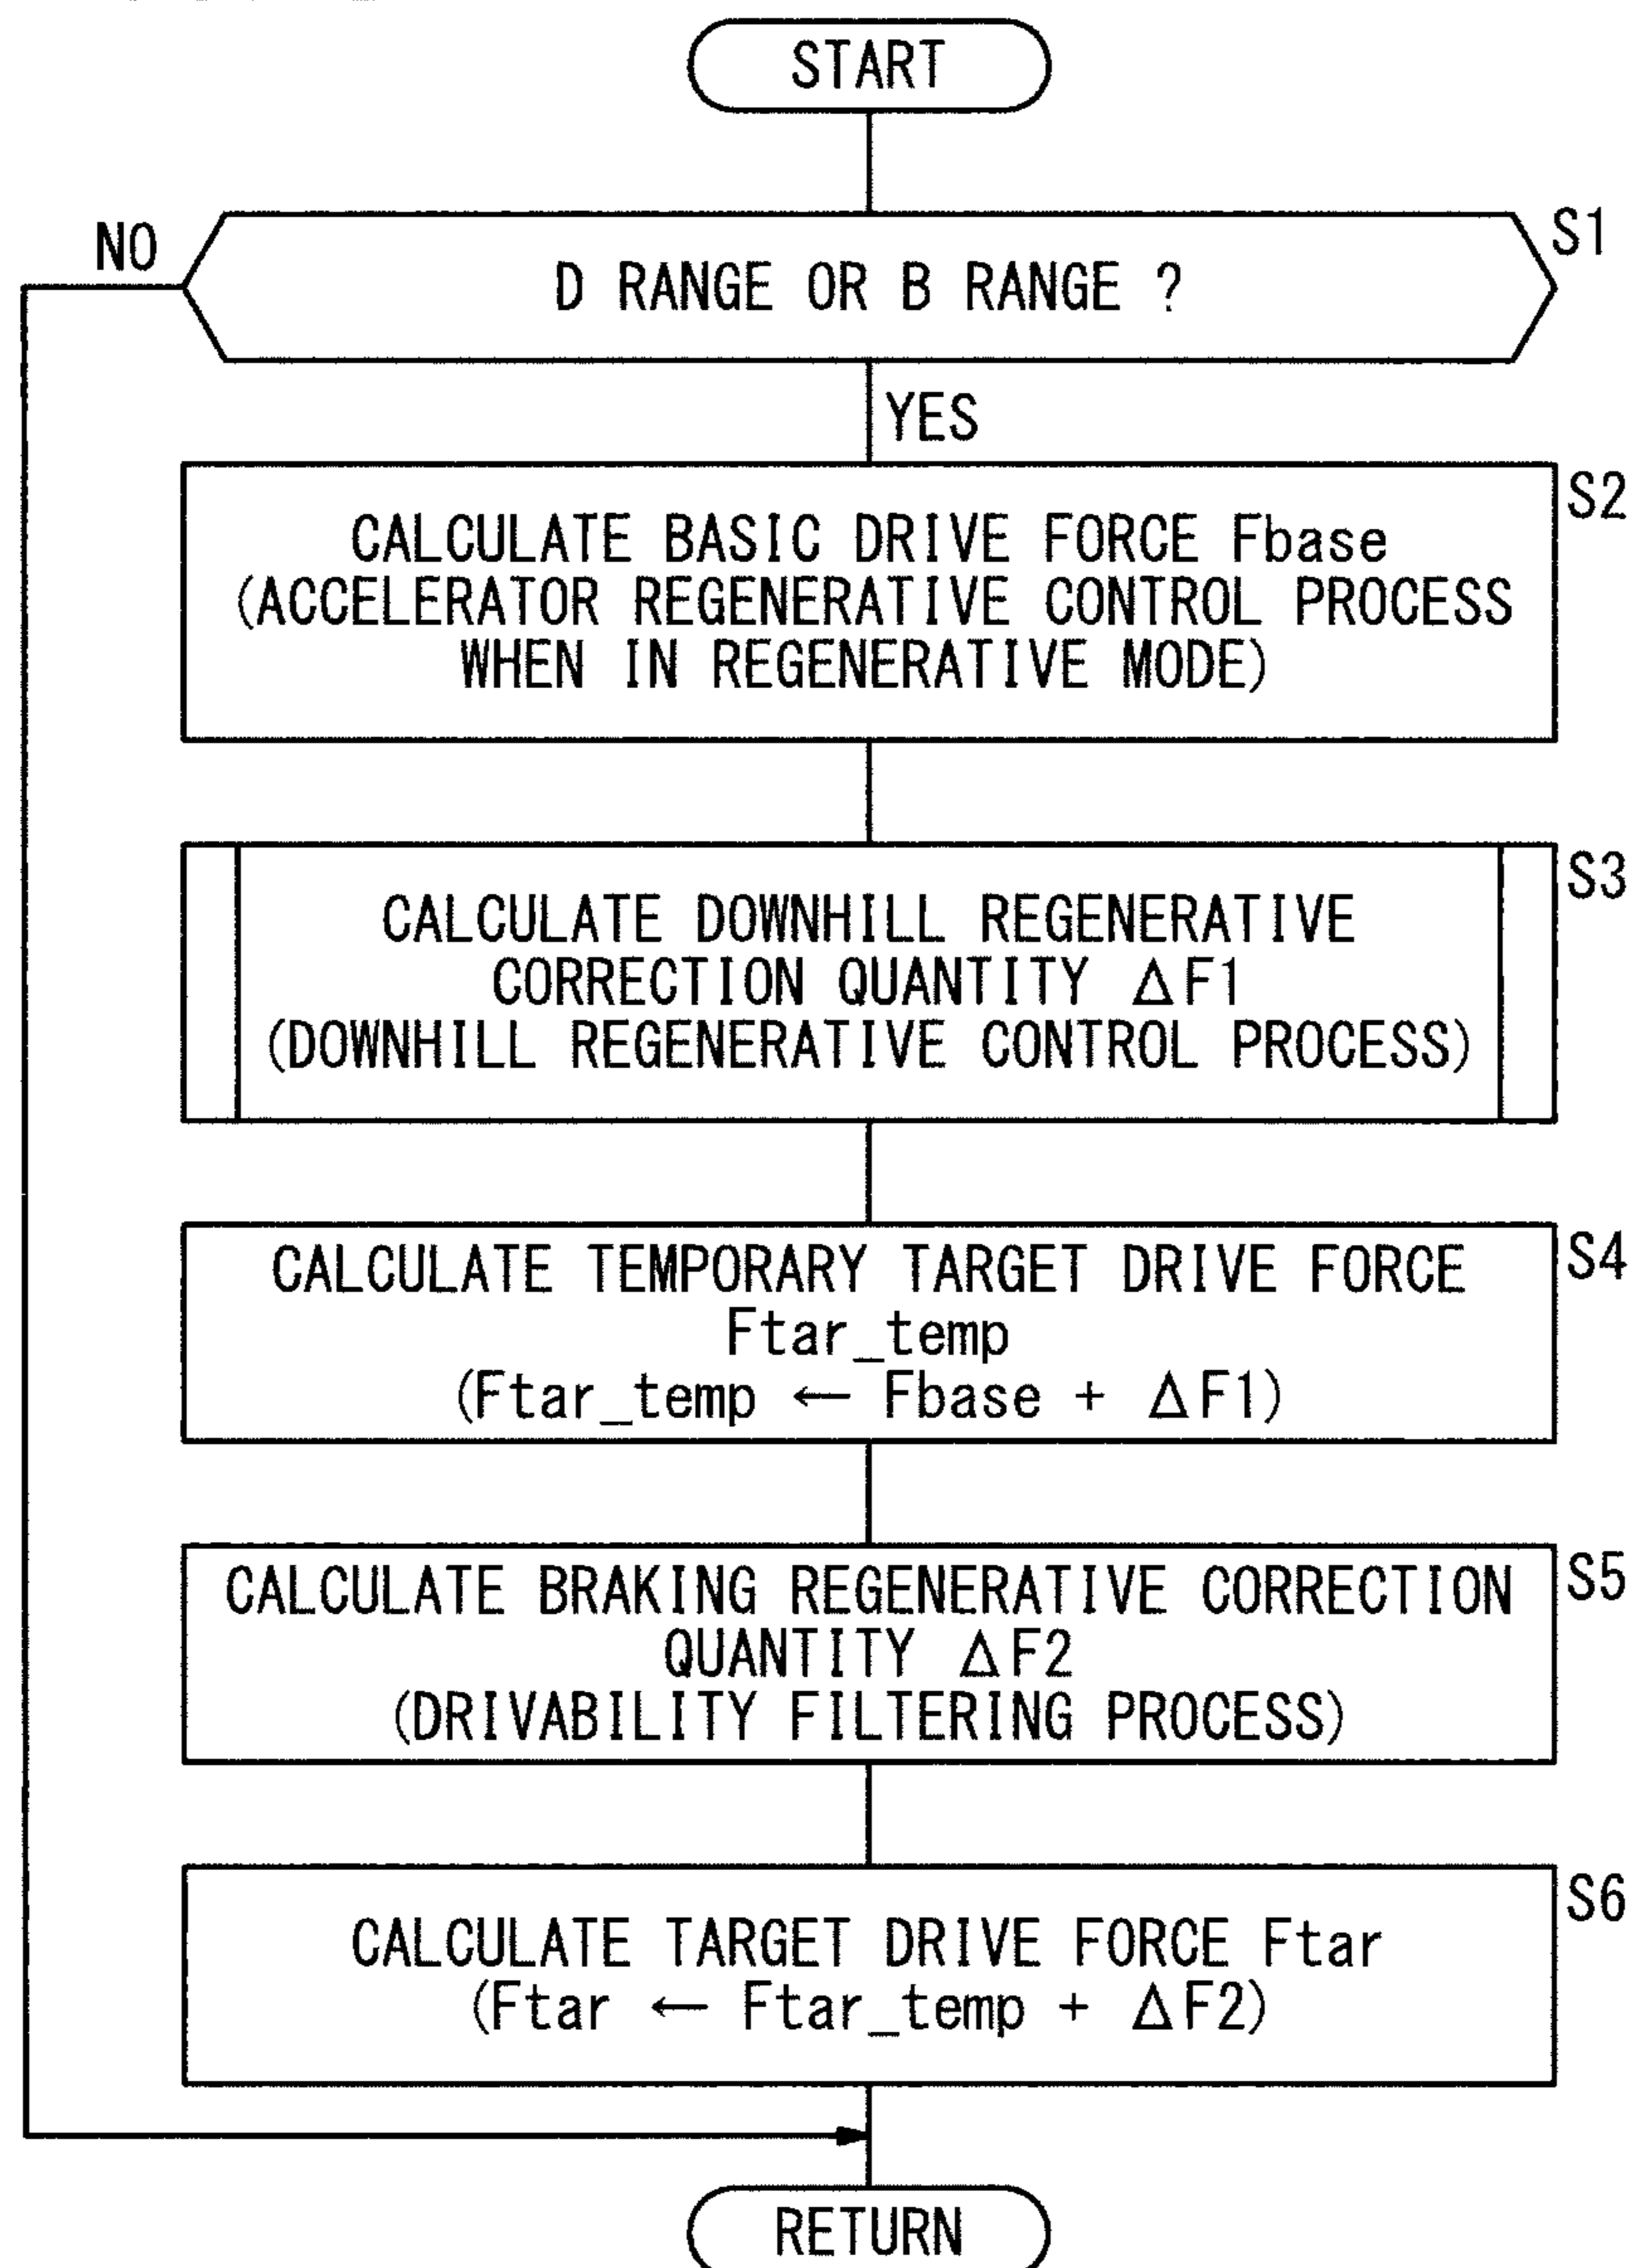 START
NO
D RANGE OR B RANGE ?
S1
YES
CALCULATE BASIC DRIVE FORCE Fbase
(ACCELERATOR REGENERATIVE CONTROL PROCESS
WHEN IN REGENERATIVE MODE)
S2
CALCULATE DOWNHILL REGENERATIVE
CORRECTION QUANTITY ΔF1
(DOWNHILL REGENERATIVE CONTROL PROCESS)
S3
CALCULATE TEMPORARY TARGET DRIVE FORCE
Ftar_temp
(Ftar_temp ← Fbase + ΔF1)
S4
CALCULATE BRAKING REGENERATIVE CORRECTION
QUANTITY ΔF2
(DRIVABILITY FILTERING PROCESS)
S5
CALCULATE TARGET DRIVE FORCE Ftar
(Ftar ← Ftar_temp + ΔF2)
S6
RETURN